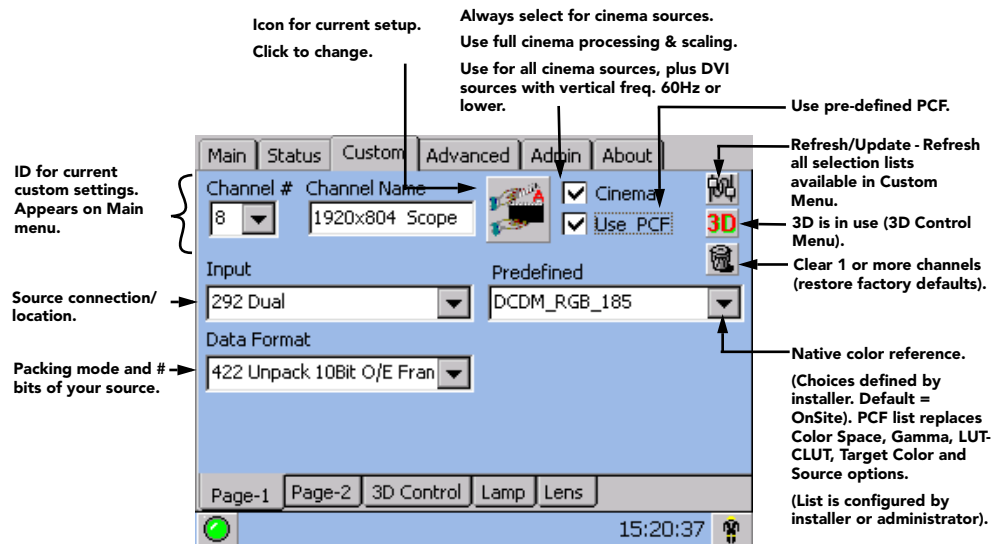 Icon for current setup.
Click to change.
Always select for cinema sources.
Use full cinema processing & scaling.
Use for all cinema sources, plus DVI
sources with vertical freq. 60Hz or
lower.
Use pre-defined PCF.
Refresh/Update - Refresh
all selection lists
available in Custom
Menu.
3D is in use (3D Control
Menu).
Clear 1 or more channels
(restore factory defaults).
ID for current
custom settings.
Appears on Main
menu.
Source connection/
location.
Packing mode and #
bits of your source.
Main Status Custom Advanced Admin About
Channel # Channel Name
8 1920x804 Scope
A
Cinema
Use PCF
3D
Input
292 Dual
Predefined
DCDM_RGB_185
Data Format
422 Unpack 10Bit O/E Fran
Page-1 Page-2 3D Control Lamp Lens
15:20:37
Native color reference.
(Choices defined by
installer. Default =
OnSite). PCF list replaces
Color Space, Gamma, LUT-
CLUT, Target Color and
Source options.
(List is configured by
installer or administrator).